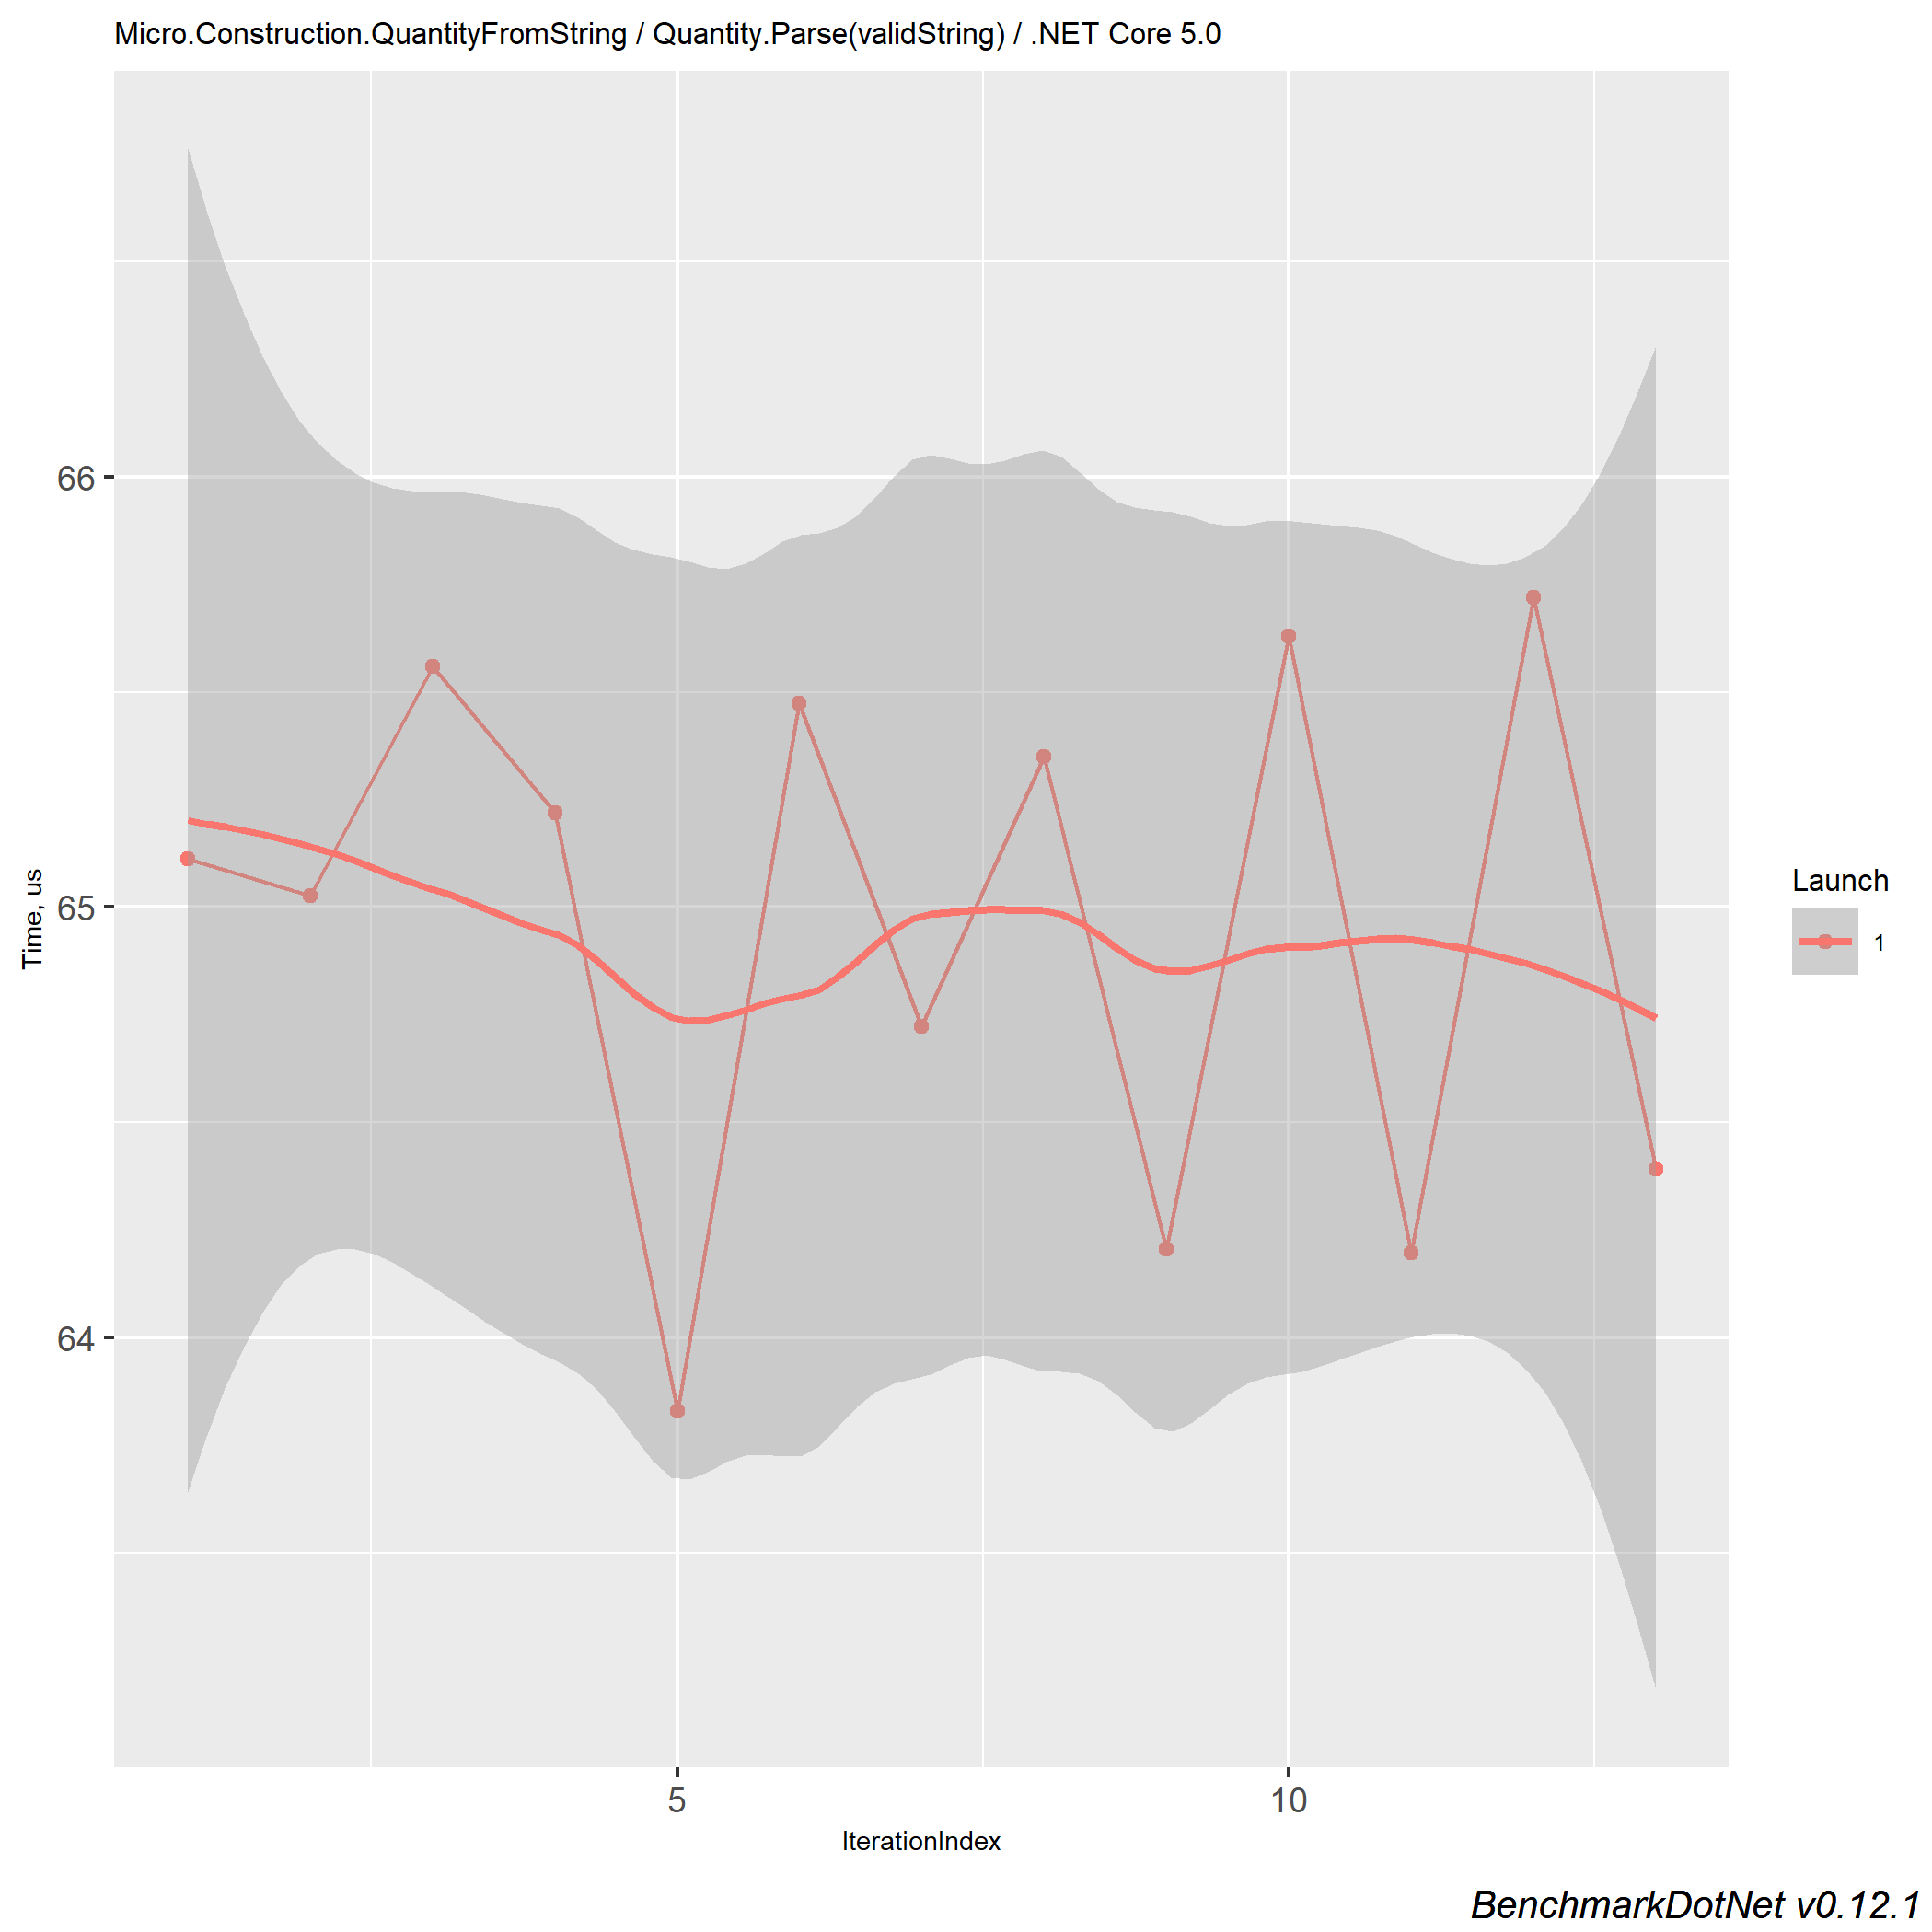 Micro.Construction.QuantityFromString / Quantity.Parse(validString) / .NET Core 5.0
66
65
64
Time, us
5
10
IterationIndex
Launch
1
BenchmarkDotNet v0.12.1